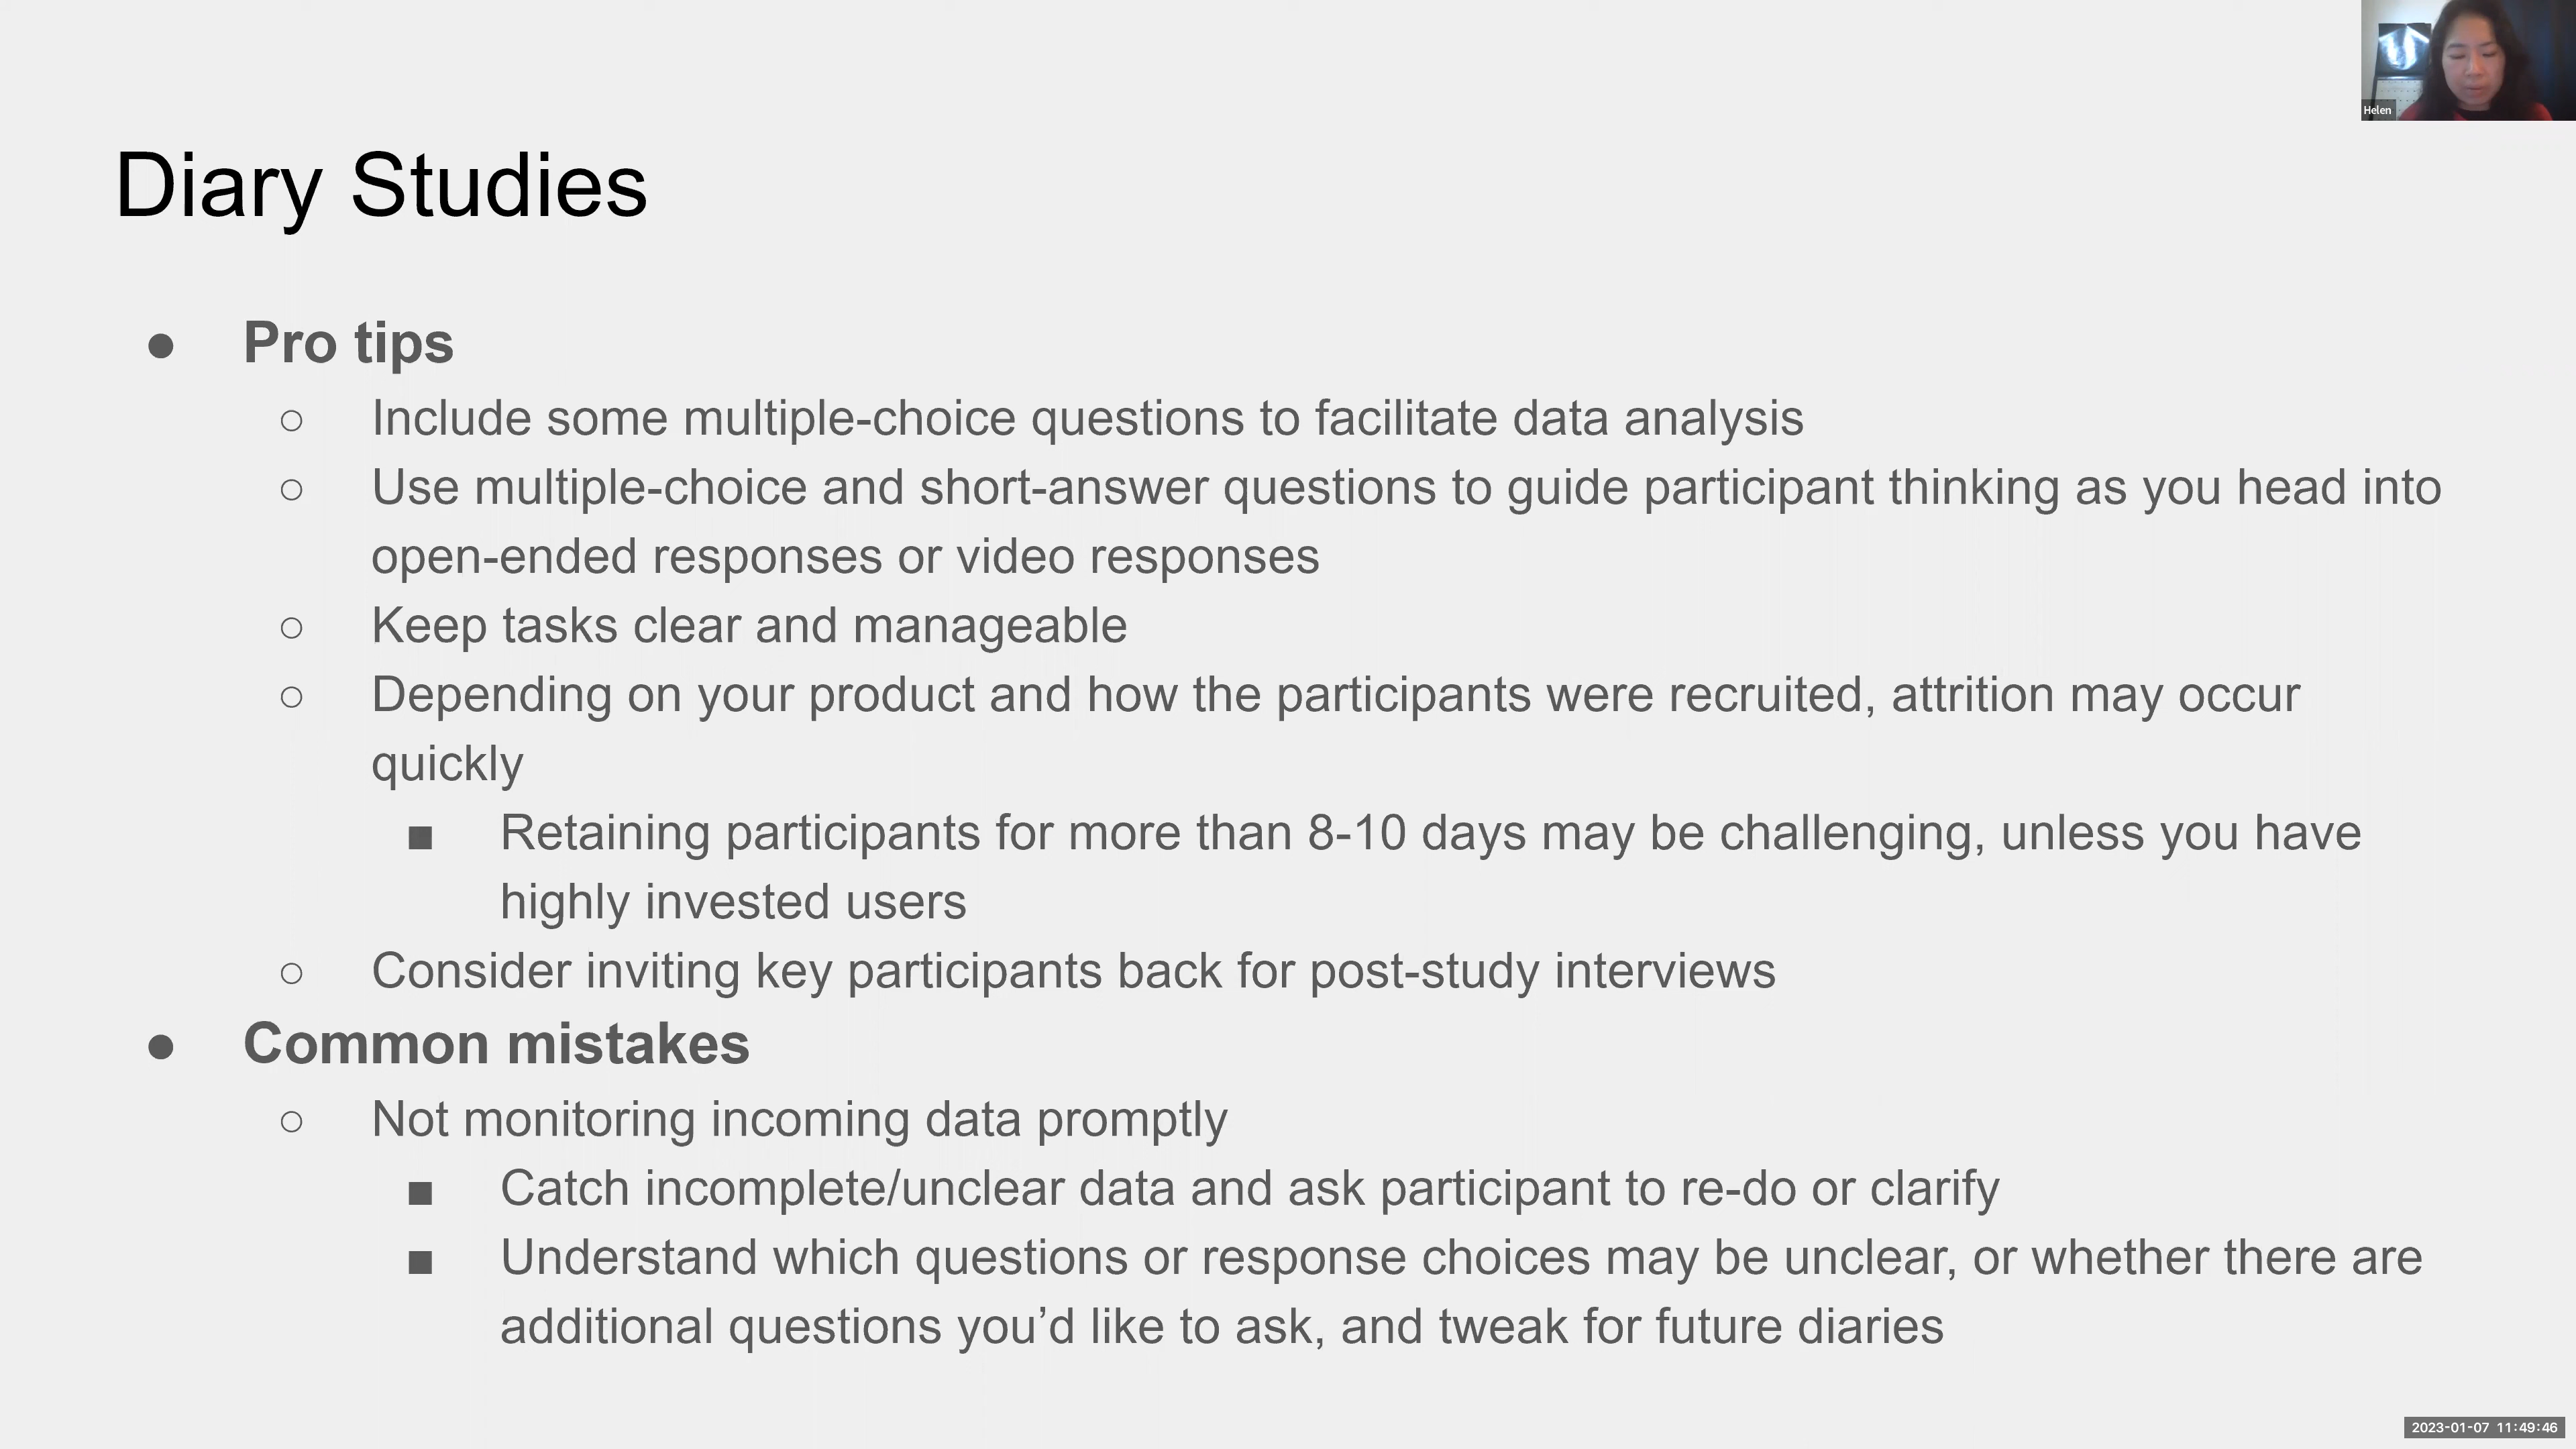 Helen
Diary Studies
● Pro tips
○ Include some multiple-choice questions to facilitate data analysis
○ Use multiple-choice and short-answer questions to guide participant thinking as you head into
open-ended responses or video responses
○ Keep tasks clear and manageable
○ Depending on your product and how the participants were recruited, attrition may occur
quickly
■ Retaining participants for more than 8-10 days may be challenging, unless you have
highly invested users
○ Consider inviting key participants back for post-study interviews
● Common mistakes
○ Not monitoring incoming data promptly
■ Catch incomplete/unclear data and ask participant to re-do or clarify
■ Understand which questions or response choices may be unclear, or whether there are
additional questions you’d like to ask, and tweak for future diaries
2023-01-07 11:49:46